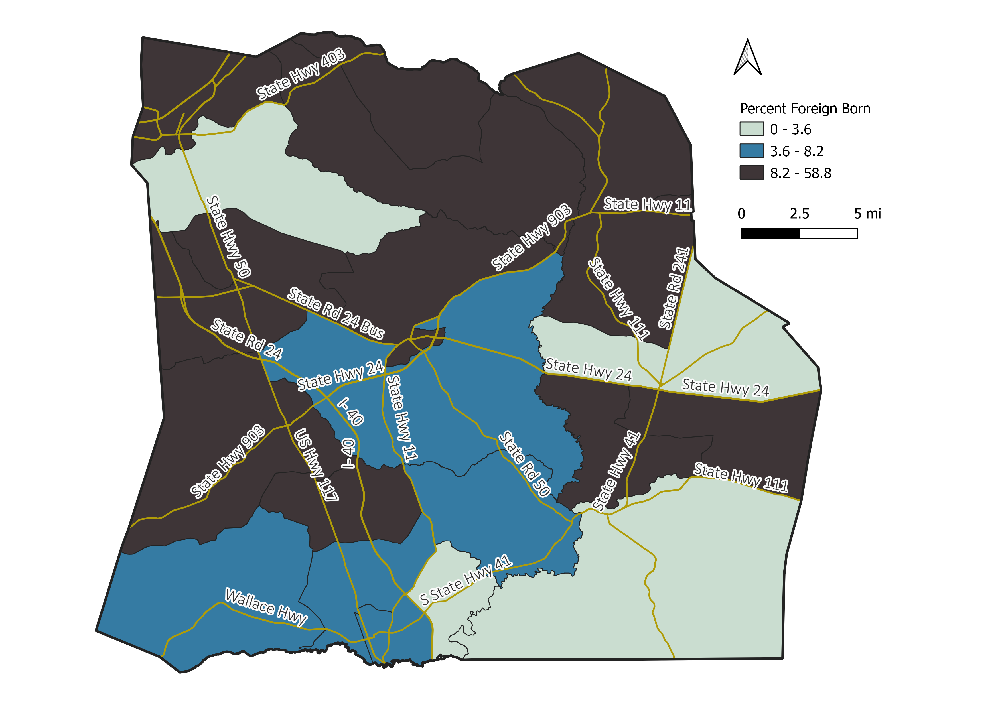 State Hwy 403
Percent Foreign Born
0 - 3.6
3.6 - 8.2
8.2 - 58.8
State Hwy 11
0 2.5 5 mi
State Hwy 50
State Hwy 903
State Hwy 111
State Rd 241
State Rd 24 Bus
State Rd 24
State Hwy 24
State Hwy 24
State Hwy 24
State Hwy 11
I- 40
I- 40
State Hwy 903
US Hwy 117
State Rd 50
State Hwy 41
State Hwy 111
S State Hwy 41
Wallace Hwy